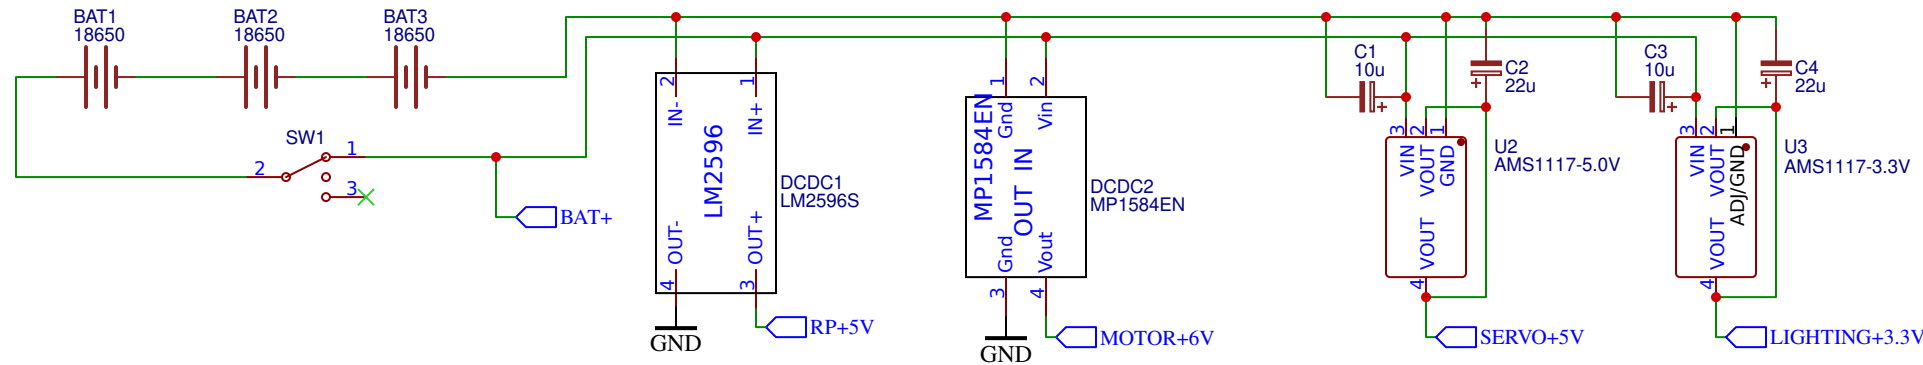 BAT1
18650
BAT2
18650
BAT3
18650
SW1
1
2
3
BAT+
2
1
IN-
IN+
LM2596
OUT-
OUT+
4
3
DCDC1
LM2596S
GND
RP+5V
1
2
Gnd
Vin
MP1584EN
OUT IN
Gnd
Vout
3
4
DCDC2
MP1584EN
GND
MOTOR+6V
C1
10u
+
C2
22u
+
3
2
1
VIN
VOUT
GND
VOUT
4
U2
AMS1117-5.0V
SERVO+5V
C3
10u
+
C4
22u
+
3
2
1
VIN
VOUT
ADJ/GND
VOUT
4
U3
AMS1117-3.3V
LIGHTING+3.3V